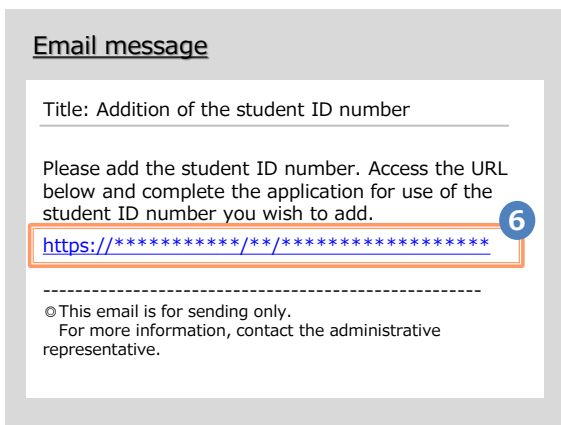 Email message
Title: Addition of the student ID number
Please add the student ID number. Access the URL
below and complete the application for use of the
student ID number you wish to add.
6
https://***********/**/******************
--------------------------------------------------------
◎This email is for sending only.
For more information, contact the administrative
representative.